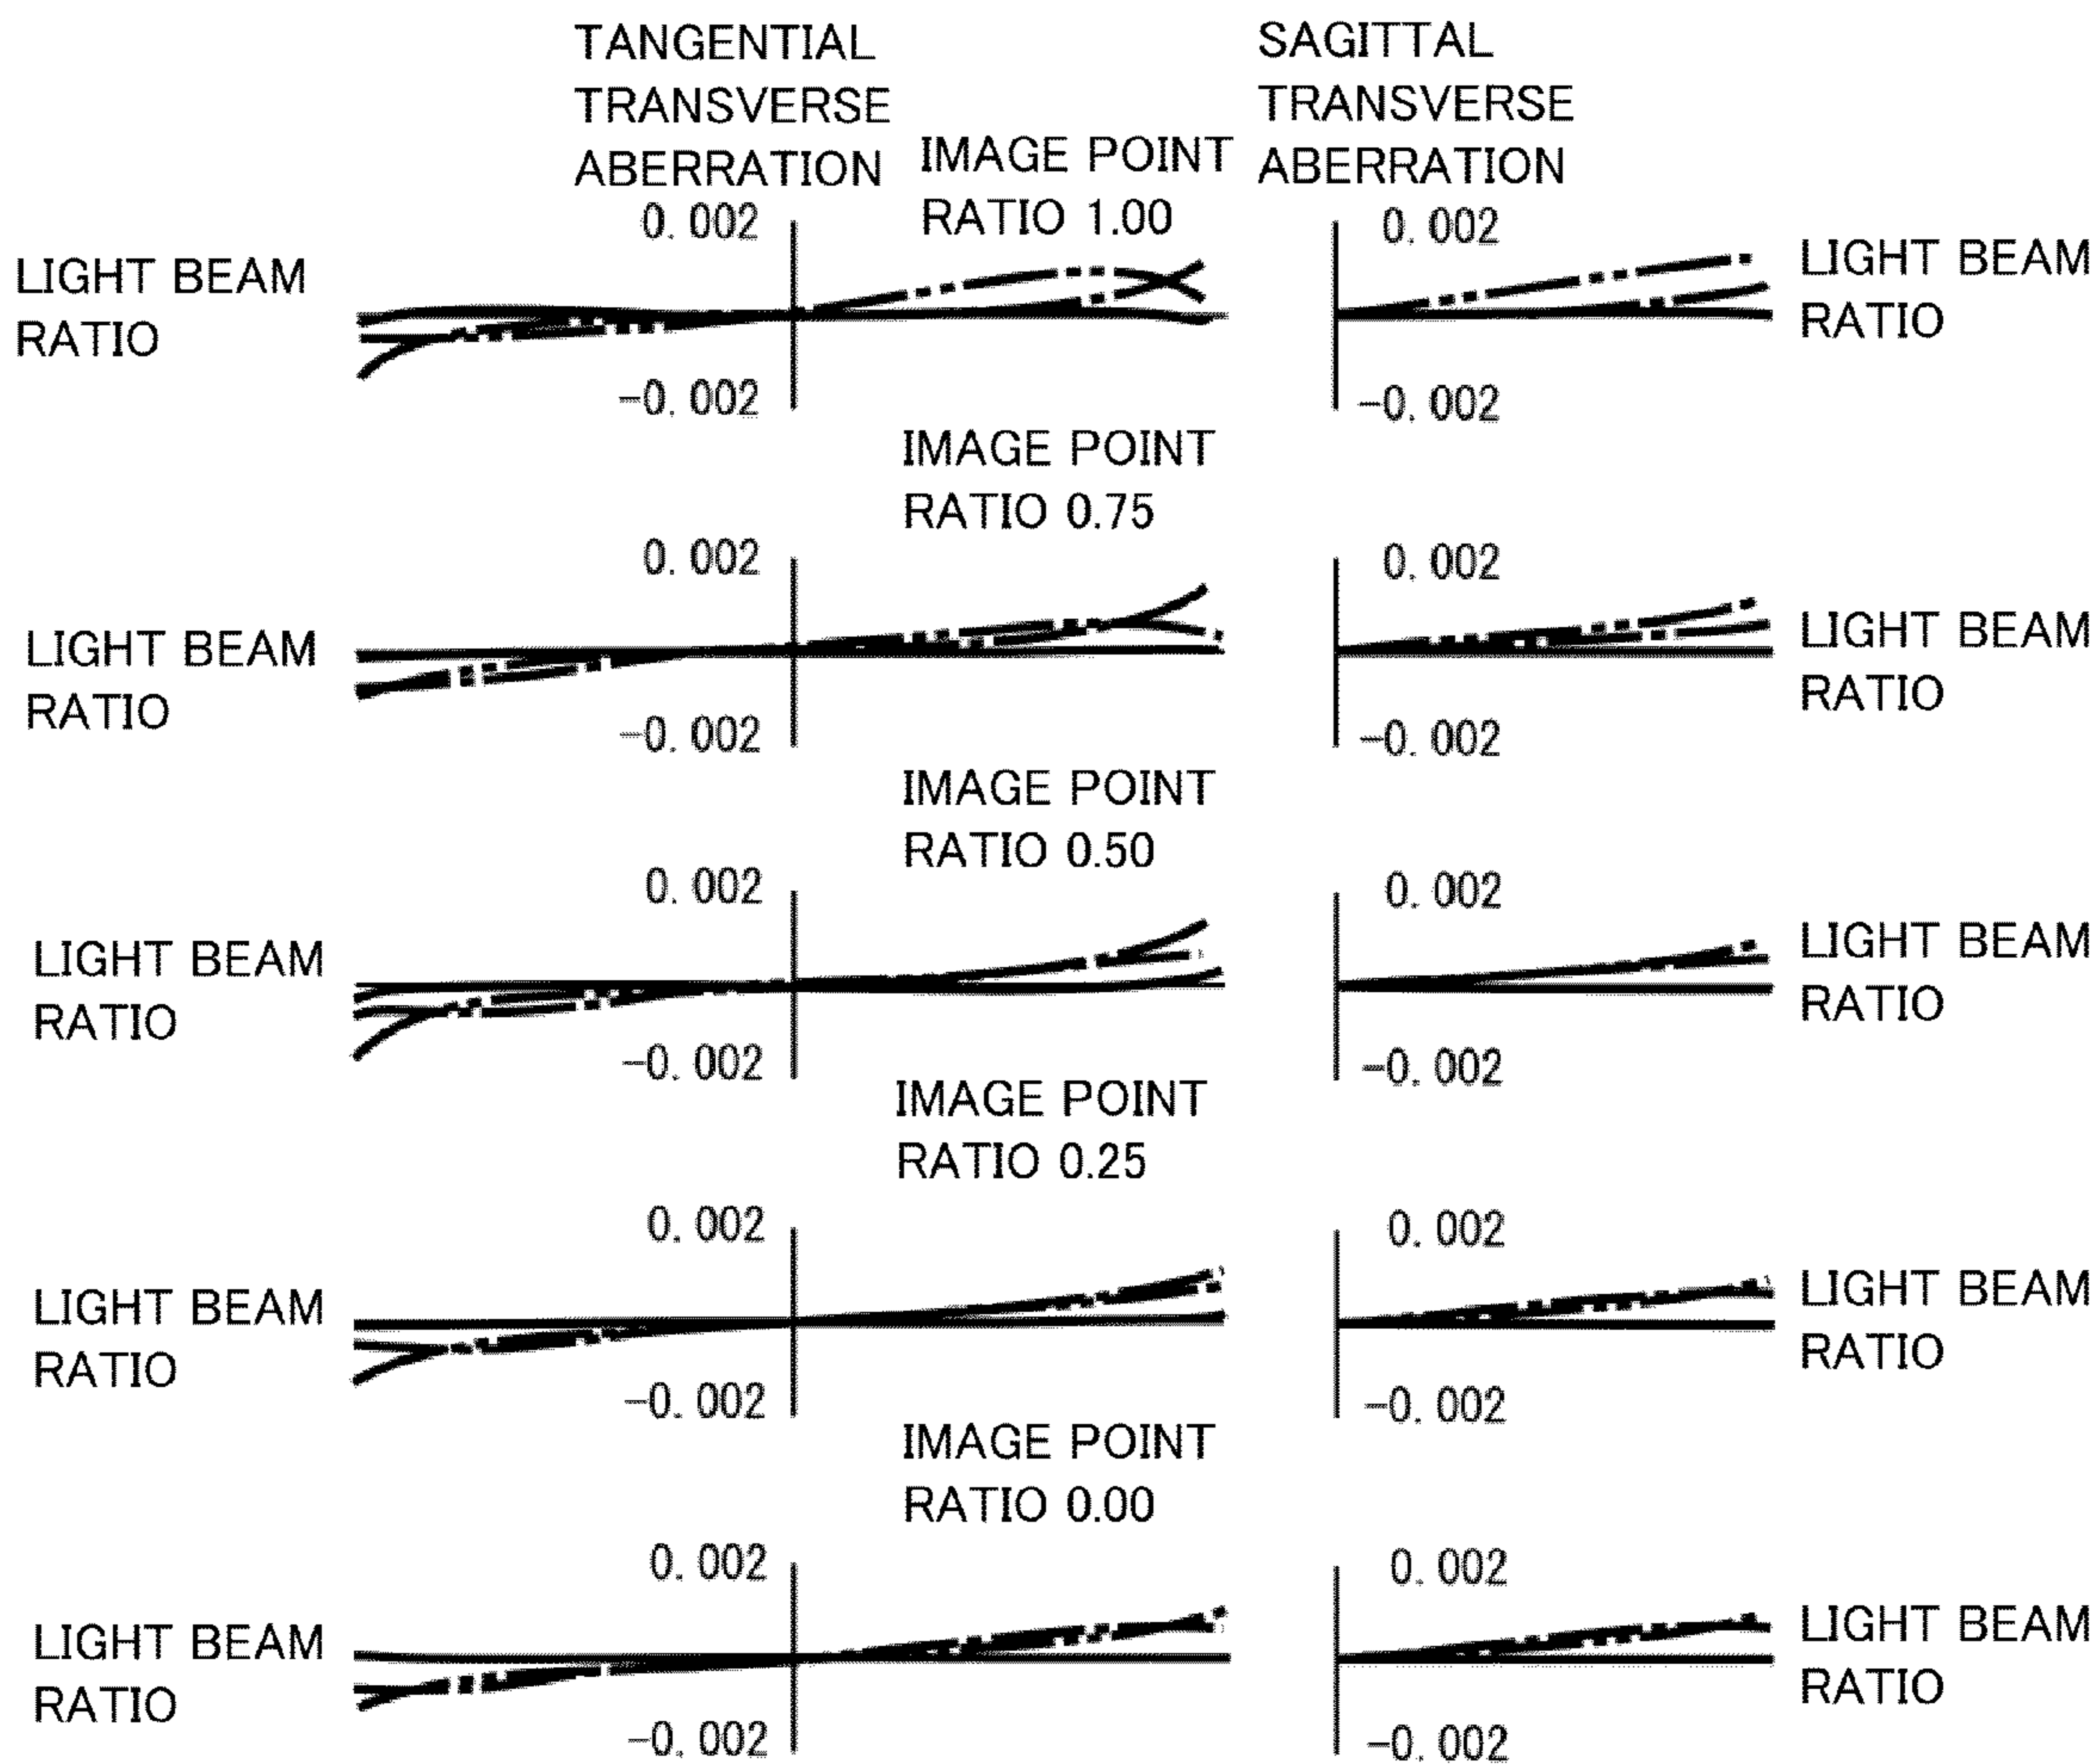 TANGENTIAL
TRANSVERSE
ABERRATION
SAGITTAL
TRANSVERSE
ABERRATION
IMAGE POINT
RATIO 1.00
0.002
0.002
LIGHT BEAM
RATIO
LIGHT BEAM
RATIO
-0.002
-0.002
IMAGE POINT
RATIO 0.75
0.002
0.002
LIGHT BEAM
RATIO
LIGHT BEAM
RATIO
-0.002
-0.002
IMAGE POINT
RATIO 0.50
0.002
0.002
LIGHT BEAM
RATIO
LIGHT BEAM
RATIO
-0.002
-0.002
IMAGE POINT
RATIO 0.25
0.002
0.002
LIGHT BEAM
RATIO
LIGHT BEAM
RATIO
-0.002
-0.002
IMAGE POINT
RATIO 0.00
0.002
0.002
LIGHT BEAM
RATIO
LIGHT BEAM
RATIO
-0.002
-0.002